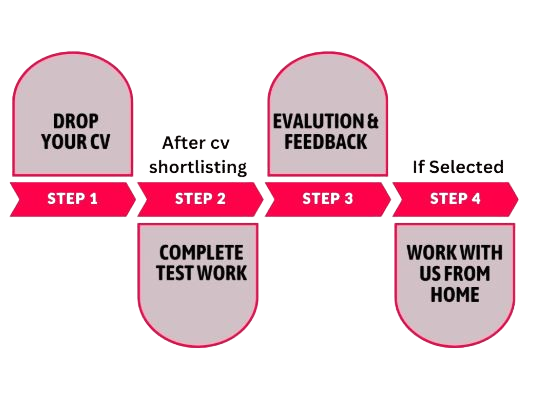 DROP
YOUR CV
After cv
shortlisting
EVALUTION &
FEEDBACK
If Selected
STEP 1
STEP 2
STEP 3
STEP 4
COMPLETE
TEST WORK
WORK WITH
US FROM
HOME